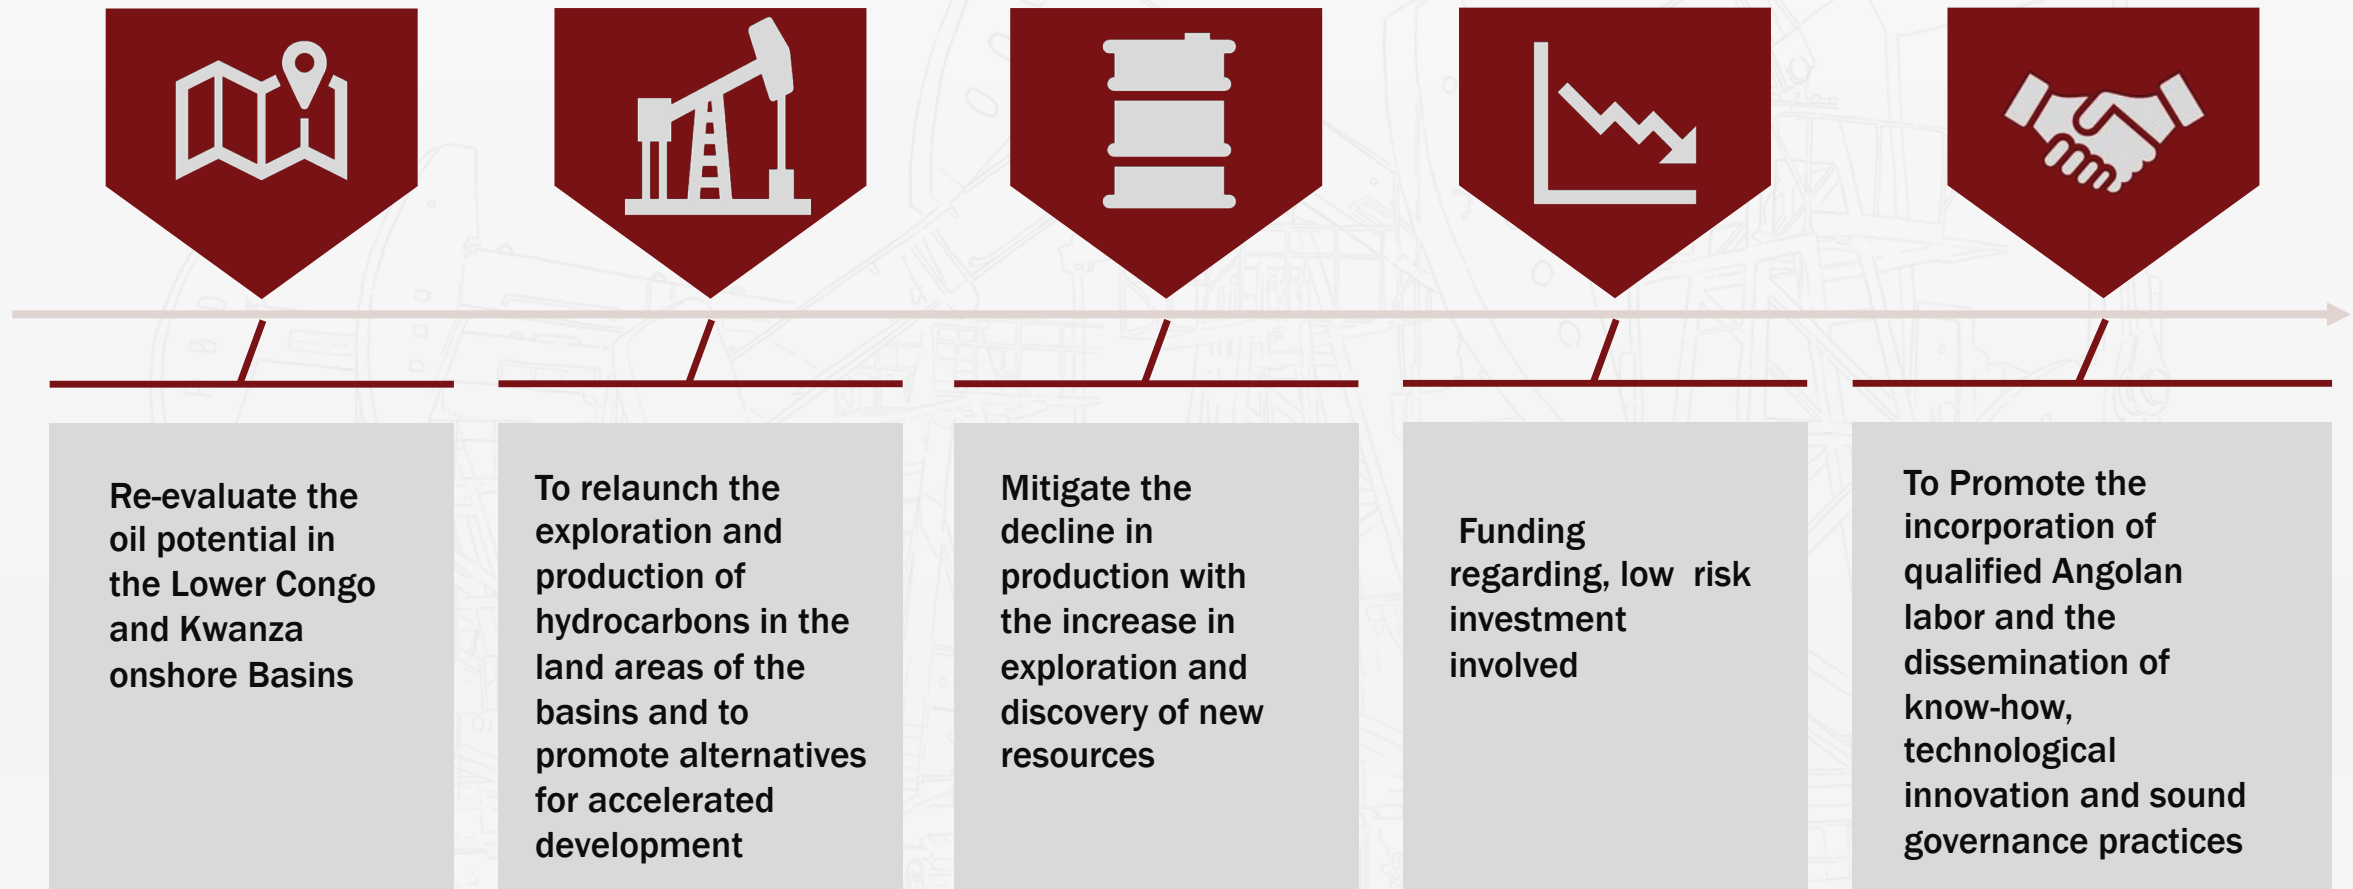 Re-evaluate the
oil potential in
the Lower Congo
and Kwanza
onshore Basins
To relaunch the
exploration and
production of
hydrocarbons in the
land areas of the
basins and to
promote alternatives
for accelerated
development
Mitigate the
decline in
production with
the increase in
exploration and
discovery of new
resources
Funding
regarding, low  risk
investment
involved
To Promote the
incorporation of
qualified Angolan
labor and the
dissemination of
know-how,
technological
innovation and sound
governance practices